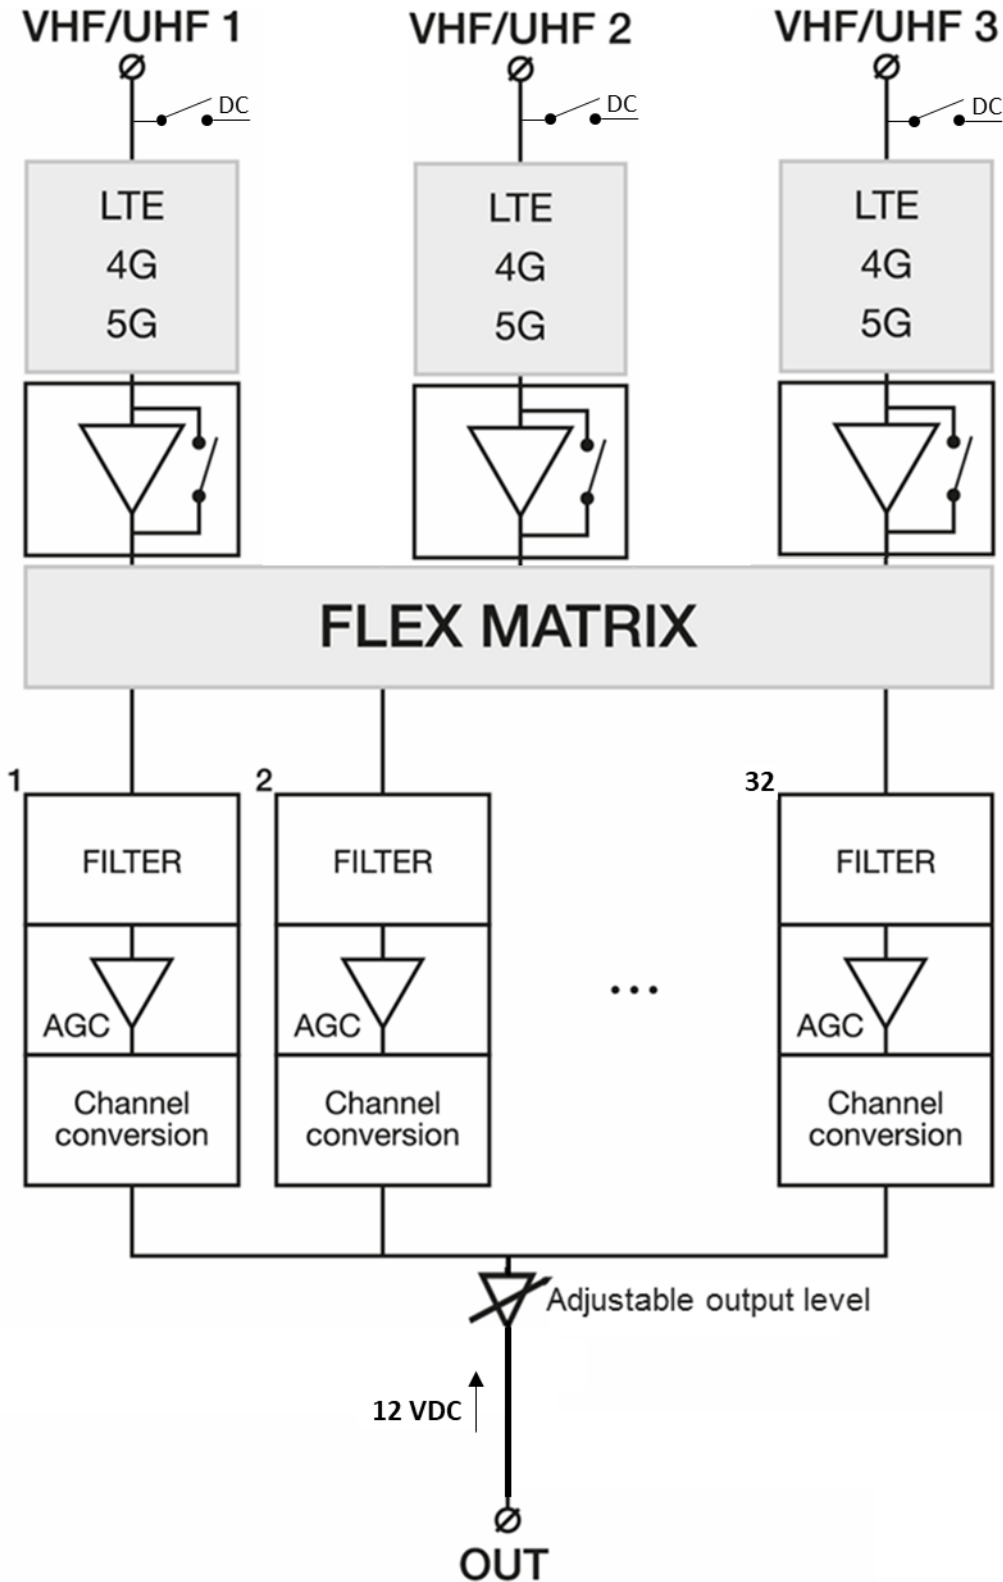 VHF/UHF 1
VHF/UHF 2
VHF/UHF 3
DC
DC
DC
LTE
4G
5G
LTE
4G
5G
LTE
4G
5G
FLEX MATRIX
1
2
32
FILTER
FILTER
FILTER
AGC
AGC
...
AGC
Channel
conversion
Channel
conversion
Channel
conversion
Adjustable output level
12 VDC
OUT